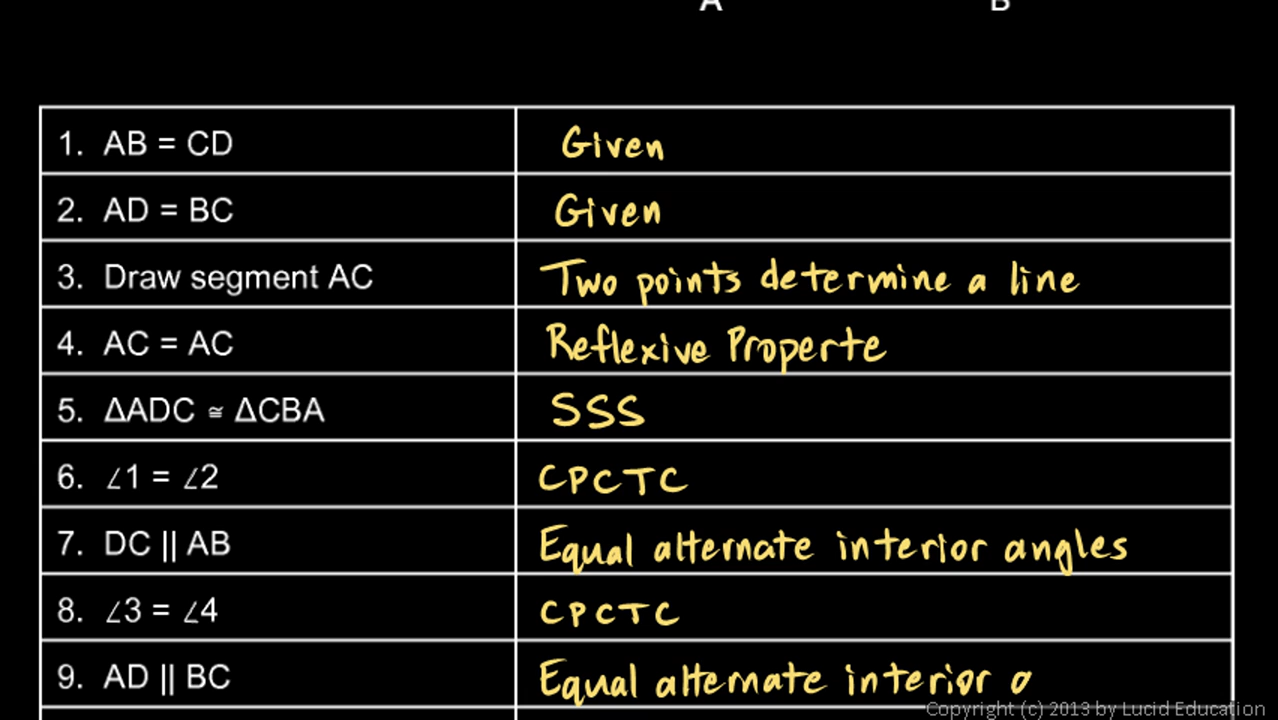 A B
1. AB = CD Given
2. AD = BC Given
3. Draw segment AC Two points determine a line
4. AC = AC Reflexive Properte
5. ΔADC ≅ ΔCBA SSS
6. ∠1 = ∠2 CPCTC
7. DC || AB Equal alternate interior angles
8. ∠3 = ∠4 CPCTC
9. AD || BC Equal alternate interior a
Copyright (c) 2013 by Lucid Education